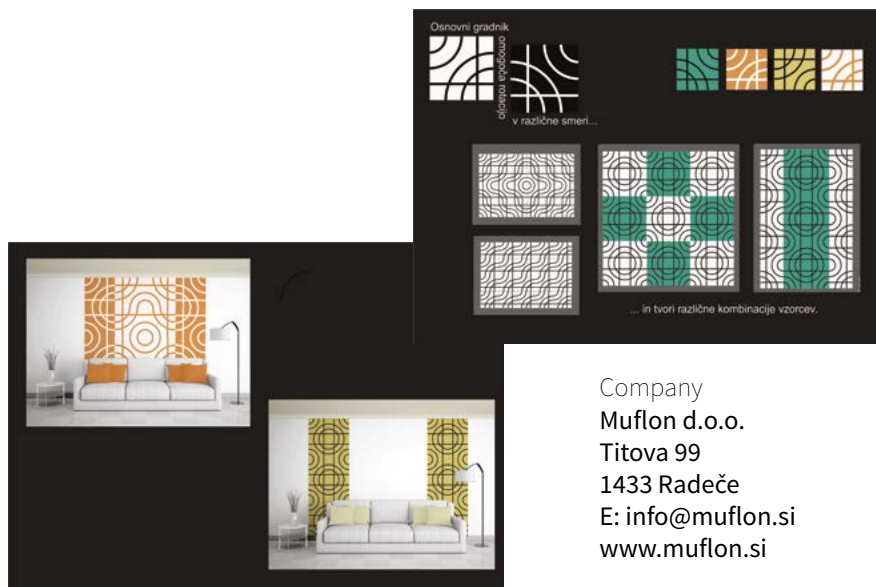 Osnovni gradnik
omogoča rotacijo
v različne smeri...
... in tvori različne kombinacije vzorcev.
Company
Muflon d.o.o.
Titova 99
1433 Radeče
E: info@muflon.si
www.muflon.si